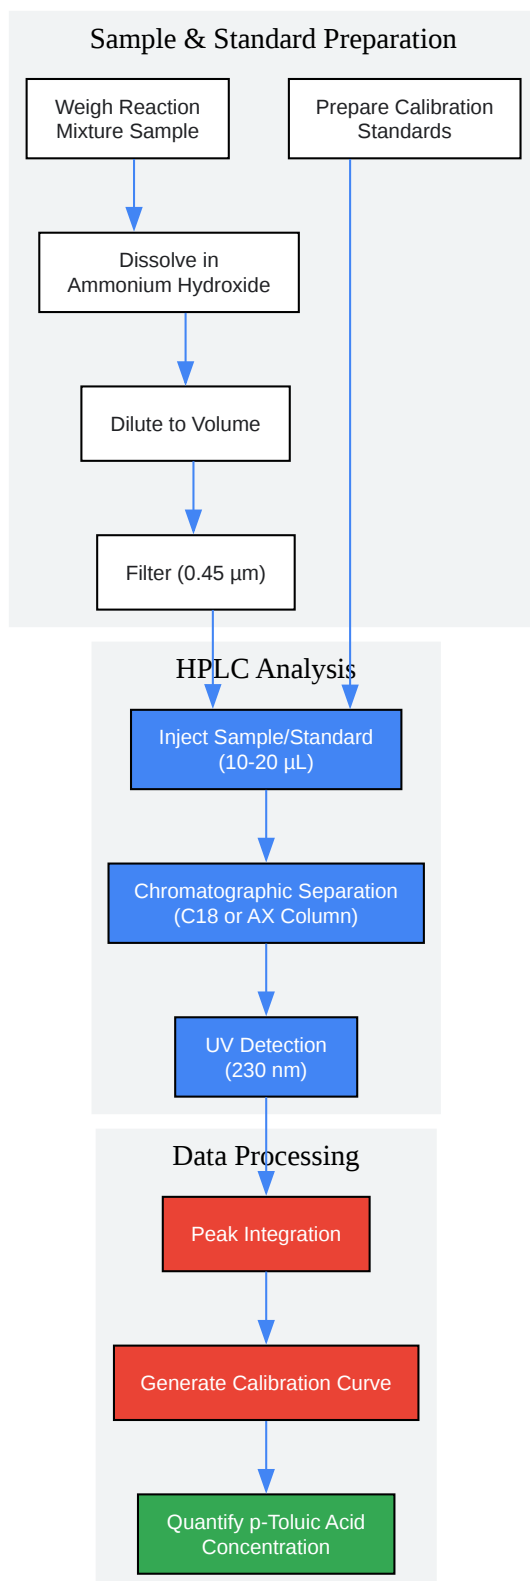 Sample & Standard Preparation
Weigh Reaction
Mixture Sample
Prepare Calibration
Standards
Dissolve in
Ammonium Hydroxide
Dilute to Volume
Filter (0.45 µm)
HPLC Analysis
Inject Sample/Standard
(10-20 µL)
Chromatographic Separation
(C18 or AX Column)
UV Detection
(230 nm)
Data Processing
Peak Integration
Generate Calibration Curve
Quantify p-Toluic Acid
Concentration